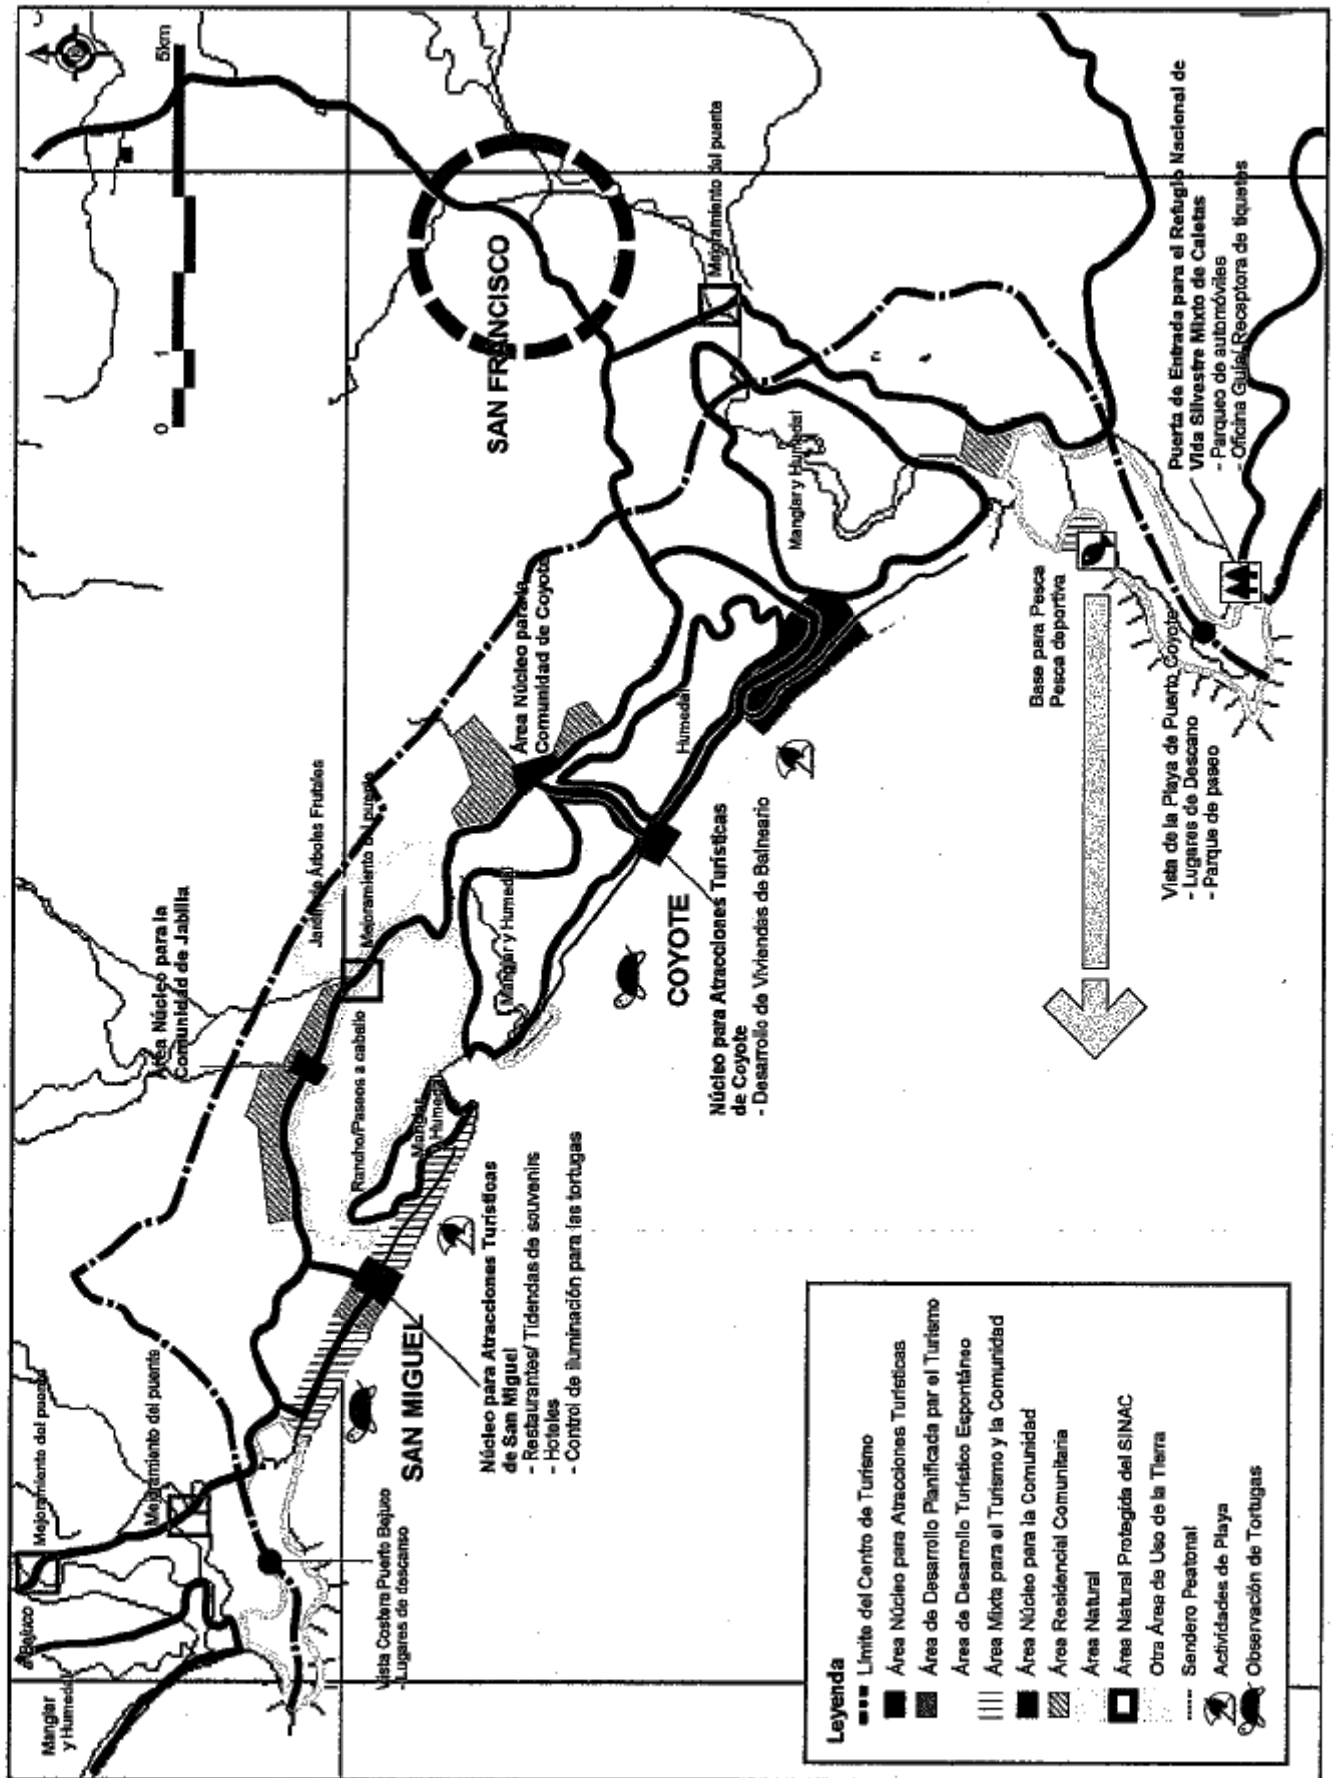 Manglar
y Humedal
Bejuco
Mejoramiento del puente
Mejoramiento del puente
Vista Costera Puerto Bejuco
- Lugares de descanso
SAN MIGUEL
Núcleo para Atracciones Turísticas
de San Miguel
- Restaurantes/ Tidendas de souvenirs
- Hoteles
- Control de iluminación para las tortugas
Área Núcleo para la
Comunidad de Jabilla
Rancho/Paseos a caballo
Manglar
y Humedal
Jardín de Árboles Frutales
Mejoramiento del puente
Manglar y Humedal
COYOTE
Núcleo para Atracciones Turísticas
de Coyote
- Desarrollo de Viviendas de Balneario
Área Núcleo para la
Comunidad de Coyote
Humedal
Manglar y Humedal
SAN FRANCISCO
Mejoramiento del puente
0
1
5km
Base para Pesca
Pesca deportiva
Vista de la Playa de Puerto Coyote
- Lugares de Descano
- Parque de paseo
Puerta de Entrada para el Refugio Nacional de
Vida Silvestre Mixto de Caletas
- Parqueo de automóviles
- Oficina Guía/ Receptora de tiquetes
Leyenda
Límite del Centro de Turismo
Área Núcleo para Atracciones Turísticas
Área de Desarrollo Planificada par el Turismo
Área de Desarrollo Turístico Espontáneo
Área Mixta para el Turismo y la Comunidad
Área Núcleo para la Comunidad
Área Residencial Comunitaria
Área Natural
Área Natural Protegida del SINAC
Otra Área de Uso de la Tierra
Sendero Peatonal
Actividades de Playa
Observación de Tortugas